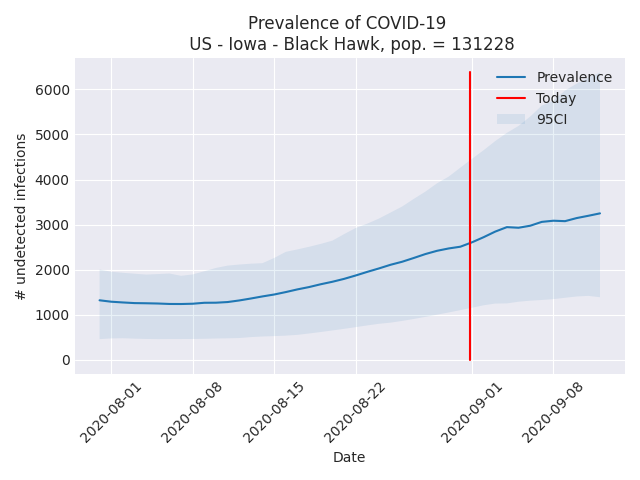 Prevalence of COVID-19
US - Iowa - Black Hawk, pop. = 131228
Prevalence
Today
95CI
# undetected infections
6000
5000
4000
3000
2000
1000
0
2020-08-01
2020-08-08
2020-08-15
2020-08-22
2020-09-01
2020-09-08
Date